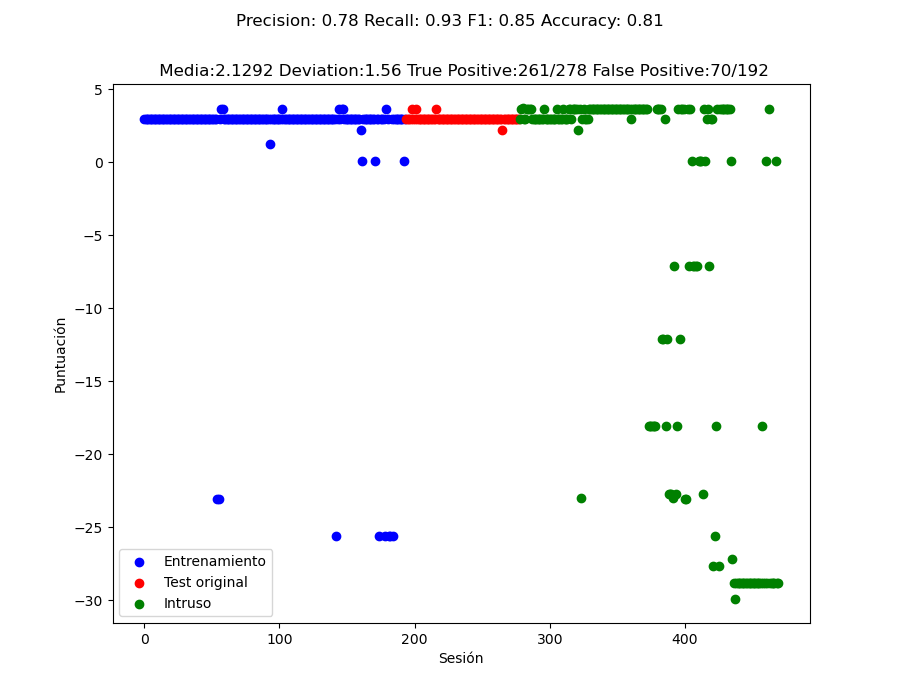 Precision: 0.78 Recall: 0.93 F1: 0.85 Accuracy: 0.81
Media:2.1292 Deviation:1.56 True Positive:261/278 False Positive:70/192
5
0
−5
−10
−15
−20
−25
−30
Puntuación
Entrenamiento
Test original
Intruso
0
100
200
300
400
Sesión